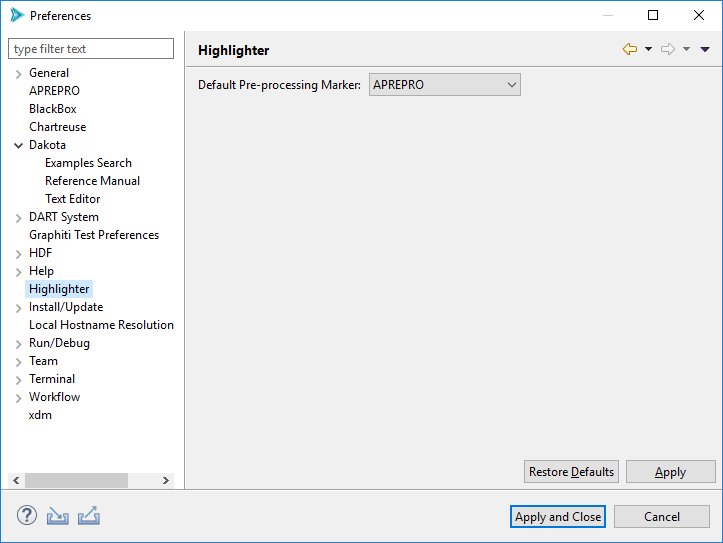 Preferences
type filter text
General
APREPRO
BlackBox
Chartreuse
Dakota
Examples Search
Reference Manual
Text Editor
DART System
Graphiti Test Preferences
HDF
Help
Highlighter
Install/Update
Local Hostname Resolution
Run/Debug
Team
Terminal
Workflow
xdm
Highlighter
Default Pre-processing Marker: APREPRO
Restore Defaults Apply
Apply and Close Cancel